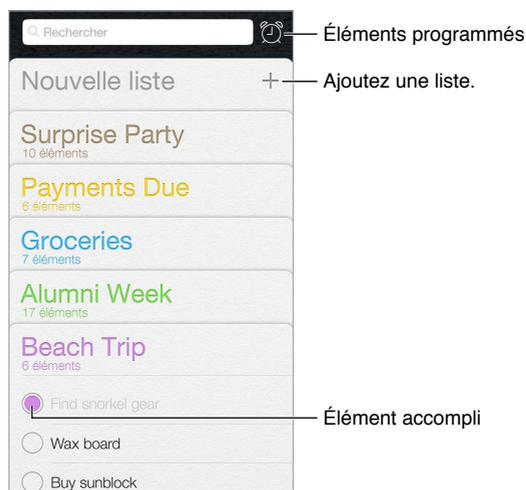 Rechercher
Éléments programmés
Nouvelle liste
Ajoutez une liste.
Surprise Party
10 éléments
Payments Due
6 éléments
Groceries
7 éléments
Alumni Week
17 éléments
Beach Trip
6 éléments
Find snorkel gear
Élément accompli
Wax board
Buy sunblock